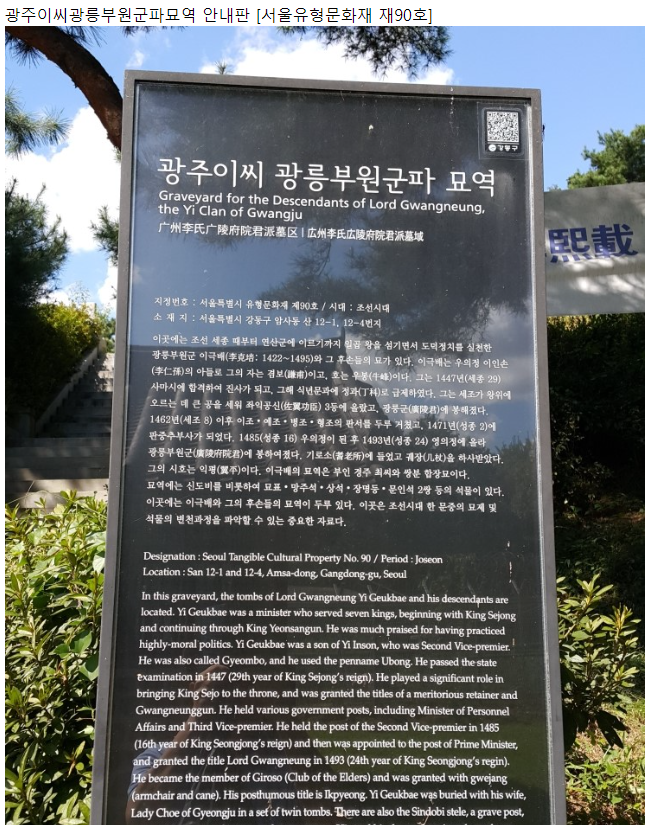 광주이씨광릉부원군파묘역 안내판 [서울유형문화재 재90호]
강동구
광주이씨 광릉부원군파 묘역
Graveyard for the Descendants of Lord Gwangneung,
the Yi Clan of Gwangju
广州李氏广陵府院君派墓区 | 広州李氏広陵府院君派墓域
熙載
지정번호 : 서울특별시 유형문화재 제90호 / 시대 : 조선시대
소 재 지 : 서울특별시 강동구 암사동 산 12-1, 12-4번지
이곳에는 조선 세종 때부터 연산군에 이르기까지 일곱 왕을 섬기면서 도덕정치를 실천한
광릉부원군 이극배(李克培: 1422~1495)와 그 후손들의 묘가 있다. 이극배는 우의정 이인손
(李仁孫)의 아들로 그의 자는 겸보(謙甫)이고, 호는 우봉(牛峰)이다. 그는 1447년(세종 29)
사마시에 합격하여 진사가 되고, 그해 식년문과에 정과(丁科)로 급제하였다. 그는 세조가 왕위에
오르는 데 큰 공을 세워 좌익공신(佐翼功臣) 3등에 올랐고, 광릉군(廣陵君)에 봉해졌다.
1462년(세조 8) 이후 이조·예조·병조·형조의 판서를 두루 거쳤고, 1471년(성종 2)에
판중추부사가 되었다. 1485(성종 16) 우의정이 된 후 1493년(성종 24) 영의정에 올라
광릉부원군(廣陵府院君)에 봉하여졌다. 기로소(耆老所)에 들었고 궤장(几杖)을 하사받았다.
그의 시호는 익평(翼平)이다. 이극배의 묘역은 부인 경주 최씨와 쌍분 합장묘이다.
묘역에는 신도비를 비롯하여 묘표·망주석·상석·장명등·문인석 2쌍 등의 석물이 있다.
이곳에는 이극배와 그의 후손들의 묘역이 두루 있다. 이곳은 조선시대 한 문중의 묘제 및
석물의 변천과정을 파악할 수 있는 중요한 자료다.
Designation : Seoul Tangible Cultural Property No. 90 / Period : Joseon
Location : San 12-1 and 12-4, Amsa-dong, Gangdong-gu, Seoul
In this graveyard, the tombs of Lord Gwangneung Yi Geukbae and his descendants are
located. Yi Geukbae was a minister who served seven kings, beginning with King Sejong
and continuing through King Yeonsangun. He was much praised for having practiced
highly-moral politics. Yi Geukbae was a son of Yi Inson, who was Second Vice-premier.
He was also called Gyeombo, and he used the penname Ubong. He passed the state
examination in 1447 (29th year of King Sejong's reign). He played a significant role in
bringing King Sejo to the throne, and was granted the titles of a meritorious retainer and
Gwangneunggun. He held various government posts, including Minister of Personnel
Affairs and Third Vice-premier. He held the post of the Second Vice-premier in 1485
(16th year of King Seongjong's reign) and then was appointed to the post of Prime Minister,
and granted the title Lord Gwangneung in 1493 (24th year of King Seongjong's regin).
He became the member of Giroso (Club of the Elders) and was granted with gwejang
(armchair and cane). His posthumous title is Ikpyeong. Yi Geukbae was buried with his wife,
Lady Choe of Gyeongju in a set of twin tombs. There are also the Sindobi stele, a grave post,